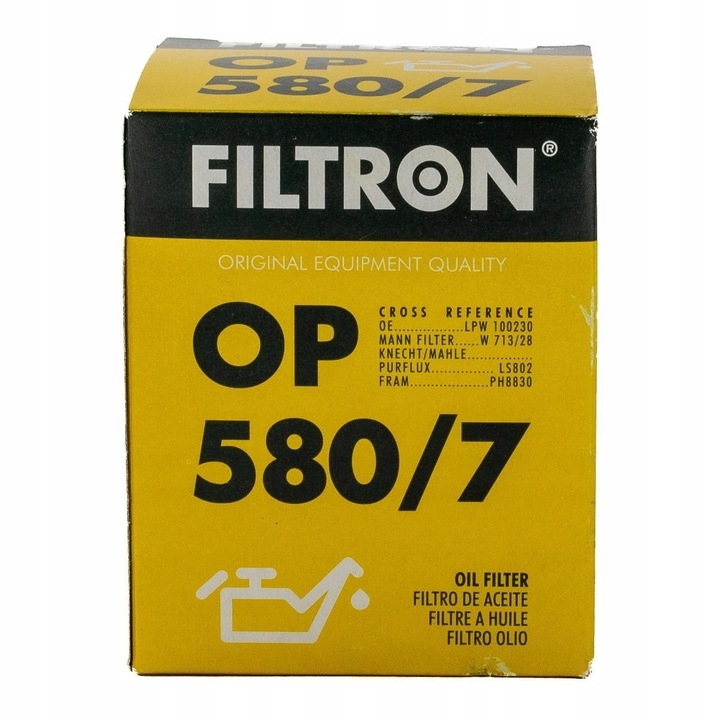 FILTRON
OP
580/7
FILTRON®
ORIGINAL EQUIPMENT QUALITY
OP
CROSS REFERENCE
OE.................LPW 100230
MANN FILTER......W 713/28
KNECHT/MAHLE................
PURFLUX............... LS802
FRAM...................PH8830
580/7
OIL FILTER
FILTRO DE ACEITE
FILTRE A HUILE
FILTRO OLIO